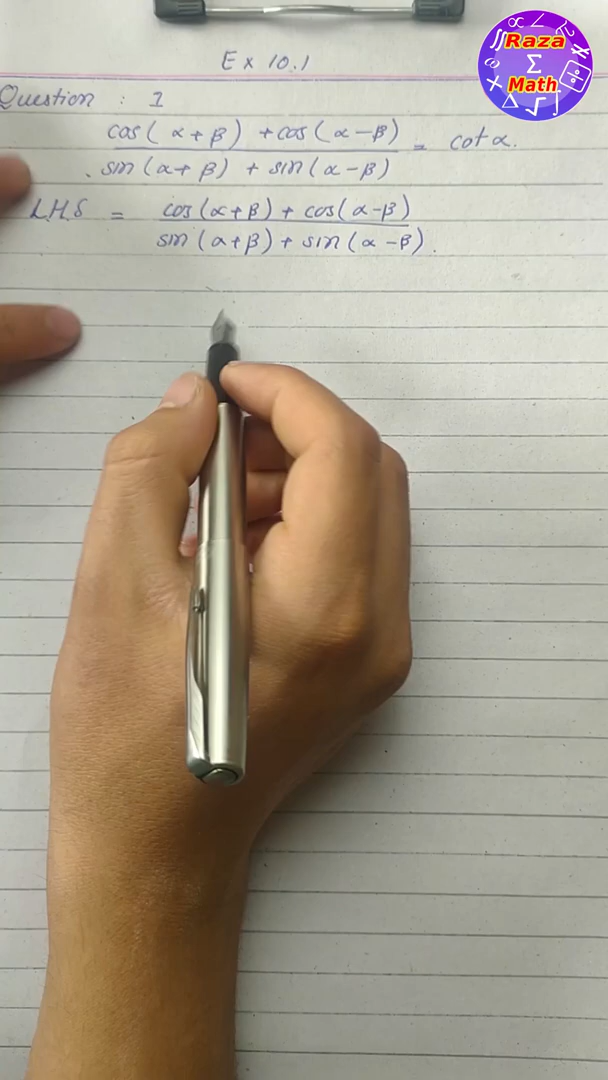 Ex 10.1
Raza
Σ
Math
Question : 1
cos(α+β) + cos(α-β) = cot α.
sin(α+β) + sin(α-β)
LHS = cos(α+β) + cos(α-β)
sin(α+β) + sin(α-β).